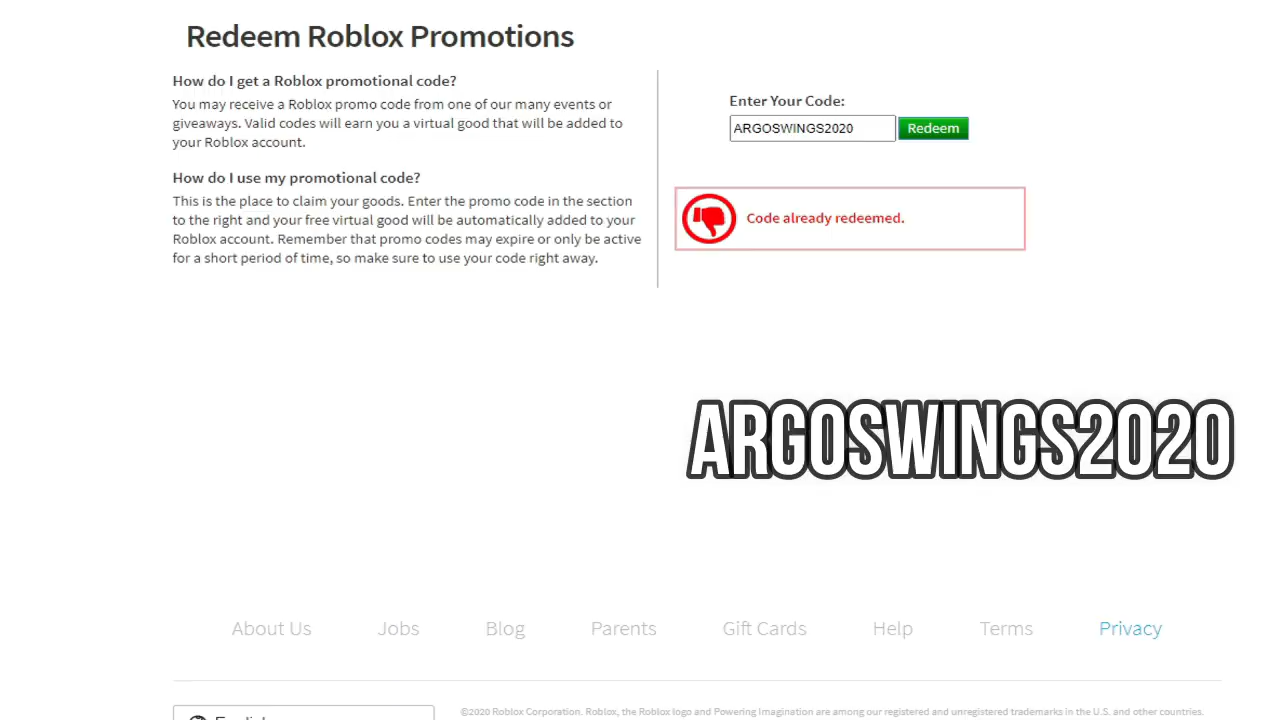 Redeem Roblox Promotions
How do I get a Roblox promotional code?
You may receive a Roblox promo code from one of our many events or
giveaways. Valid codes will earn you a virtual good that will be added to
your Roblox account.
How do I use my promotional code?
This is the place to claim your goods. Enter the promo code in the section
to the right and your free virtual good will be automatically added to your
Roblox account. Remember that promo codes may expire or only be active
for a short period of time, so make sure to use your code right away.
Enter Your Code:
ARGOSWINGS2020 Redeem
Code already redeemed.
ARGOSWINGS2020
About Us Jobs Blog Parents Gift Cards Help Terms Privacy
©2020 Roblox Corporation. Roblox, the Roblox logo and Powering Imagination are among our registered and unregistered trademarks in the U.S. and other countries.